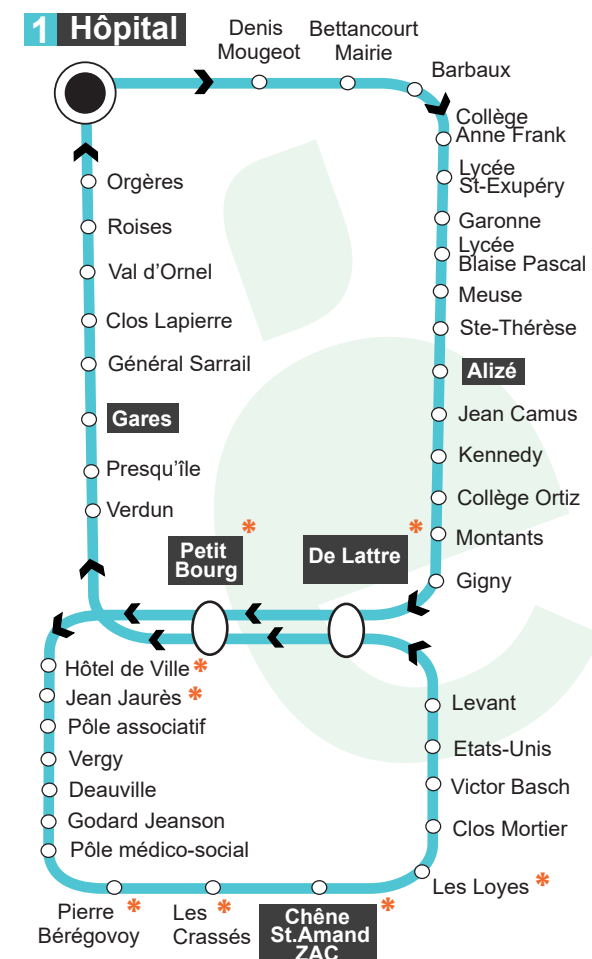 1 Hôpital
Denis
Mougeot
Bettancourt
Mairie
Barbaux
Collège
Anne Frank
Lycée
St-Exupéry
Garonne
Lycée
Blaise Pascal
Meuse
Ste-Thérèse
Alizé
Jean Camus
Kennedy
Collège Ortiz
Montants
Gigny
Orgères
Roises
Val d'Ornel
Clos Lapierre
Général Sarrail
Gares
Presqu'île
Verdun
Petit *
Bourg
De Lattre *
Hôtel de Ville *
Jean Jaurès *
Pôle associatif
Vergy
Deauville
Godard Jeanson
Pôle médico-social
Pierre *
Bérégovoy
Les *
Crassés
Chêne *
St.Amand
ZAC
Les Loyes *
Clos Mortier
Victor Basch
Etats-Unis
Levant